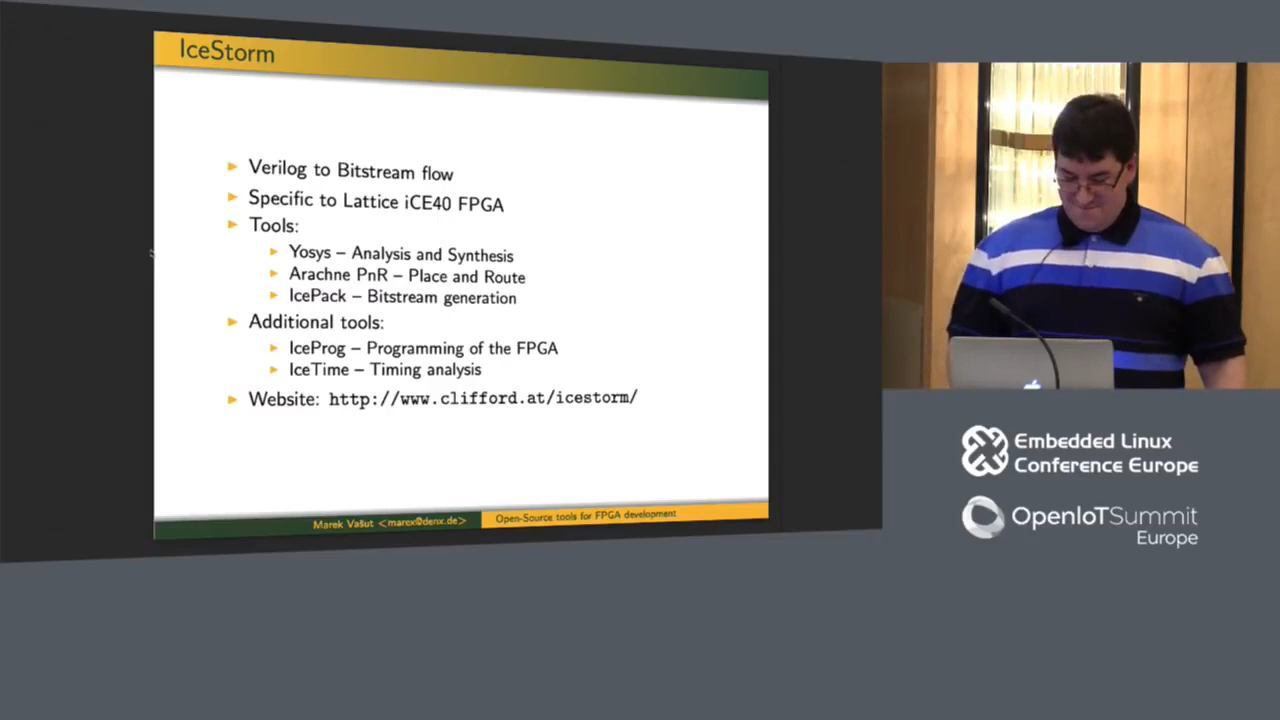 IceStorm
Verilog to Bitstream flow
Specific to Lattice iCE40 FPGA
Tools:
Yosys – Analysis and Synthesis
Arachne PnR – Place and Route
IcePack – Bitstream generation
Additional tools:
IceProg – Programming of the FPGA
IceTime – Timing analysis
Website: http://www.clifford.at/icestorm/
Marek Vašut <marex@denx.de>
Open-Source tools for FPGA development
Embedded Linux
Conference Europe
OpenIoTSummit
Europe